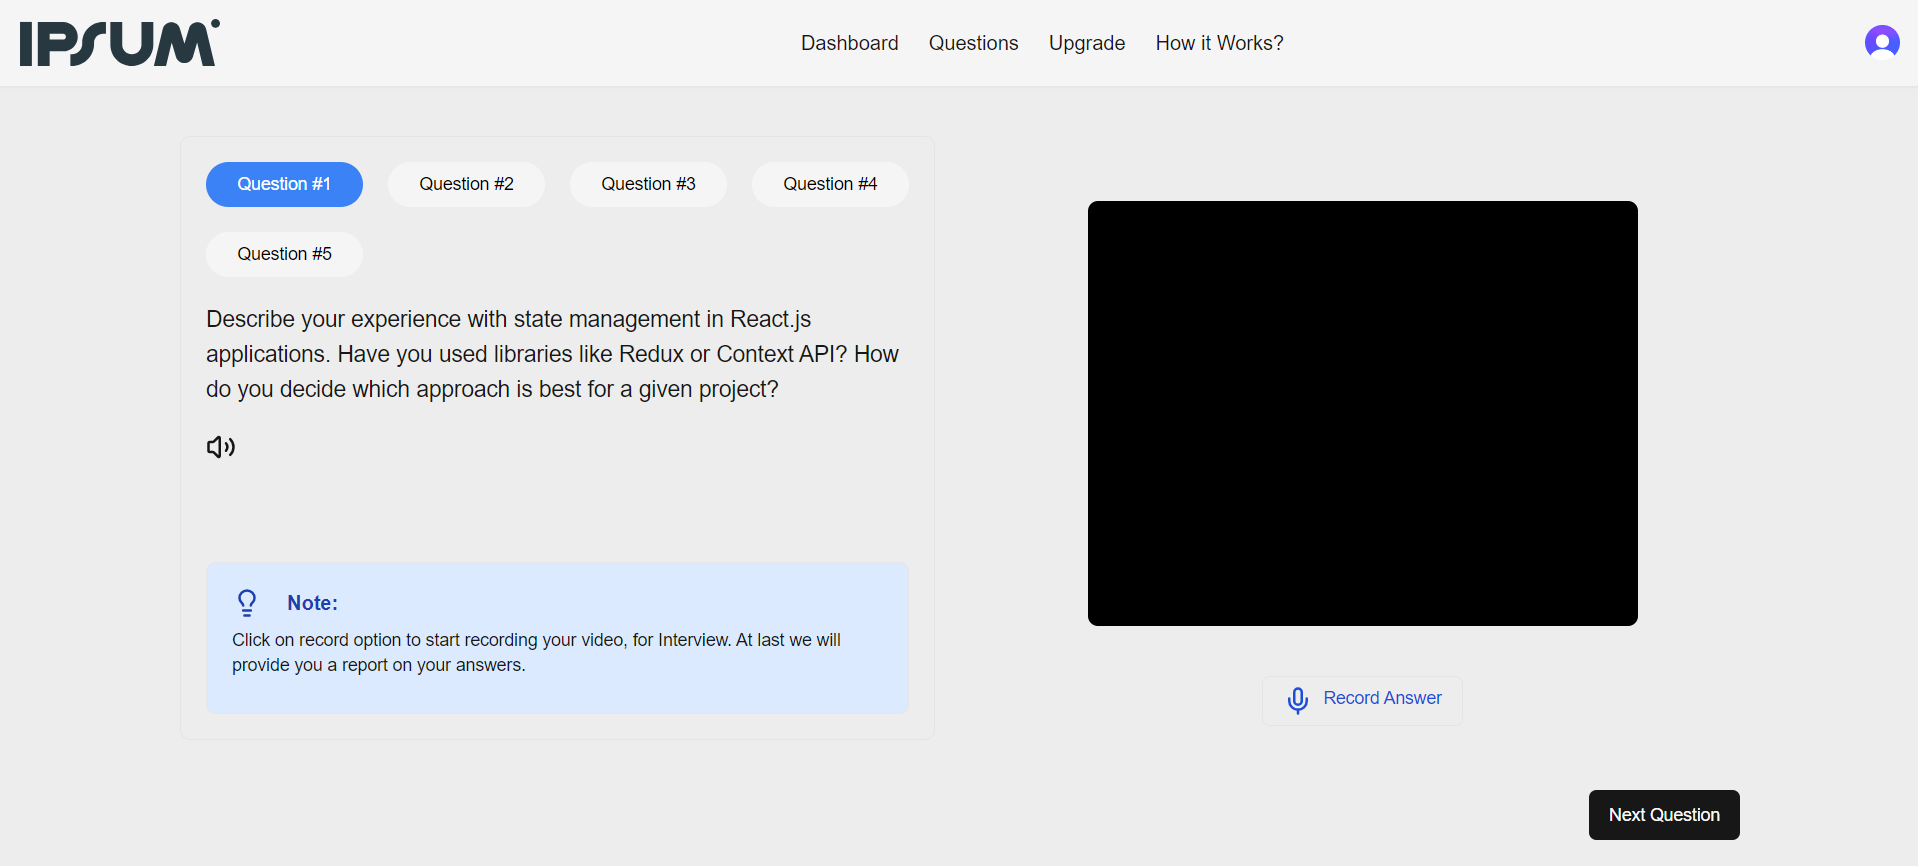 IPSUM
Dashboard
Questions
Upgrade
How it Works?
Question #1
Question #2
Question #3
Question #4
Question #5
Describe your experience with state management in React.js
applications. Have you used libraries like Redux or Context API? How
do you decide which approach is best for a given project?
Note:
Click on record option to start recording your video, for Interview. At last we will
provide you a report on your answers.
Record Answer
Next Question